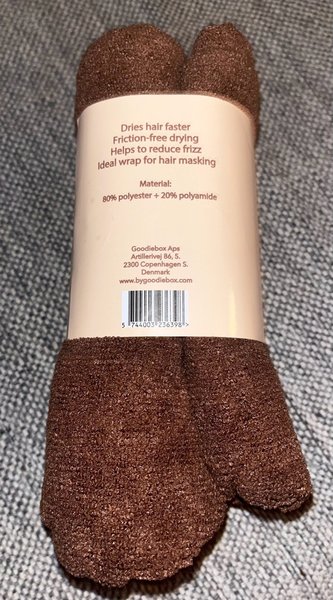 Dries hair faster
Friction-free drying
Helps to reduce frizz
Ideal wrap for hair masking
Material:
80% polyester + 20% polyamide
Goodiebox Aps
Artillerivej 86, S.
2300 Copenhagen S.
Denmark
www.bygoodiebox.com
5 744003 236398 >